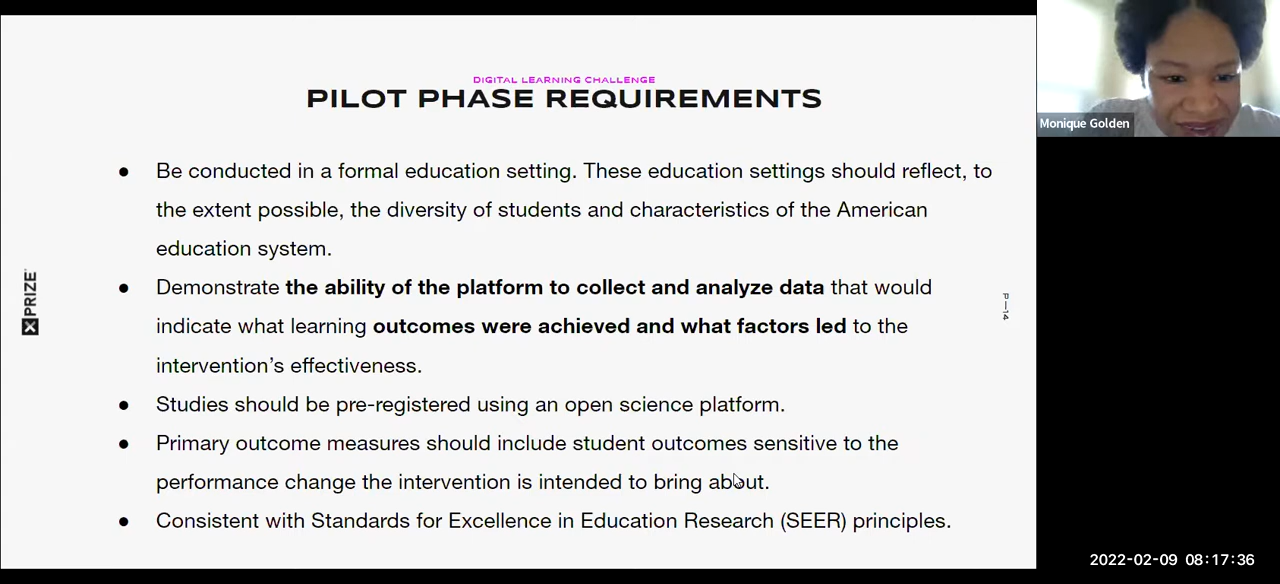 DIGITAL LEARNING CHALLENGE
PILOT PHASE REQUIREMENTS
Monique Golden
● Be conducted in a formal education setting. These education settings should reflect, to
the extent possible, the diversity of students and characteristics of the American
education system.
● Demonstrate the ability of the platform to collect and analyze data that would
indicate what learning outcomes were achieved and what factors led to the
intervention’s effectiveness.
● Studies should be pre-registered using an open science platform.
● Primary outcome measures should include student outcomes sensitive to the
performance change the intervention is intended to bring about.
● Consistent with Standards for Excellence in Education Research (SEER) principles.
XPRIZE
P—14
2022-02-09 08:17:36